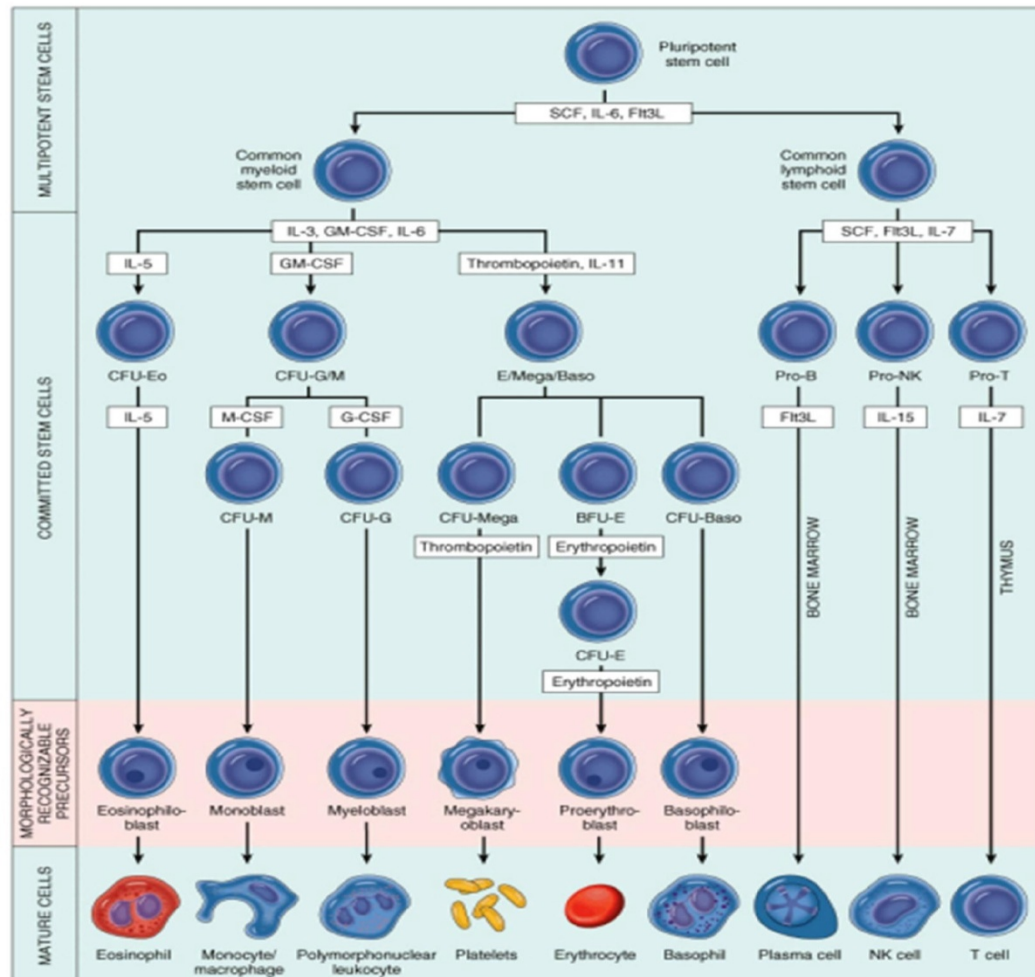 MULTIPOTENT STEM CELLS
Pluripotent
stem cell
SCF, IL-6, Flt3L
Common
myeloid
stem cell
Common
lymphoid
stem cell
COMMITTED STEM CELLS
IL-3, GM-CSF, IL-6
SCF, Flt3L, IL-7
IL-5
GM-CSF
Thrombopoietin, IL-11
CFU-Eo
CFU-G/M
E/Mega/Baso
Pro-B
Pro-NK
Pro-T
IL-5
M-CSF
G-CSF
Flt3L
IL-15
IL-7
CFU-M
CFU-G
CFU-Mega
BFU-E
CFU-Baso
Thrombopoietin
Erythropoietin
BONE MARROW
BONE MARROW
THYMUS
CFU-E
Erythropoietin
MORPHOLOGICALLY
RECOGNIZABLE
PRECURSORS
Eosinophilo-
blast
Monoblast
Myeloblast
Megakary-
oblast
Proerythro-
blast
Basophilo-
blast
MATURE CELLS
Eosinophil
Monocyte/
macrophage
Polymorphonuclear
leukocyte
Platelets
Erythrocyte
Basophil
Plasma cell
NK cell
T cell